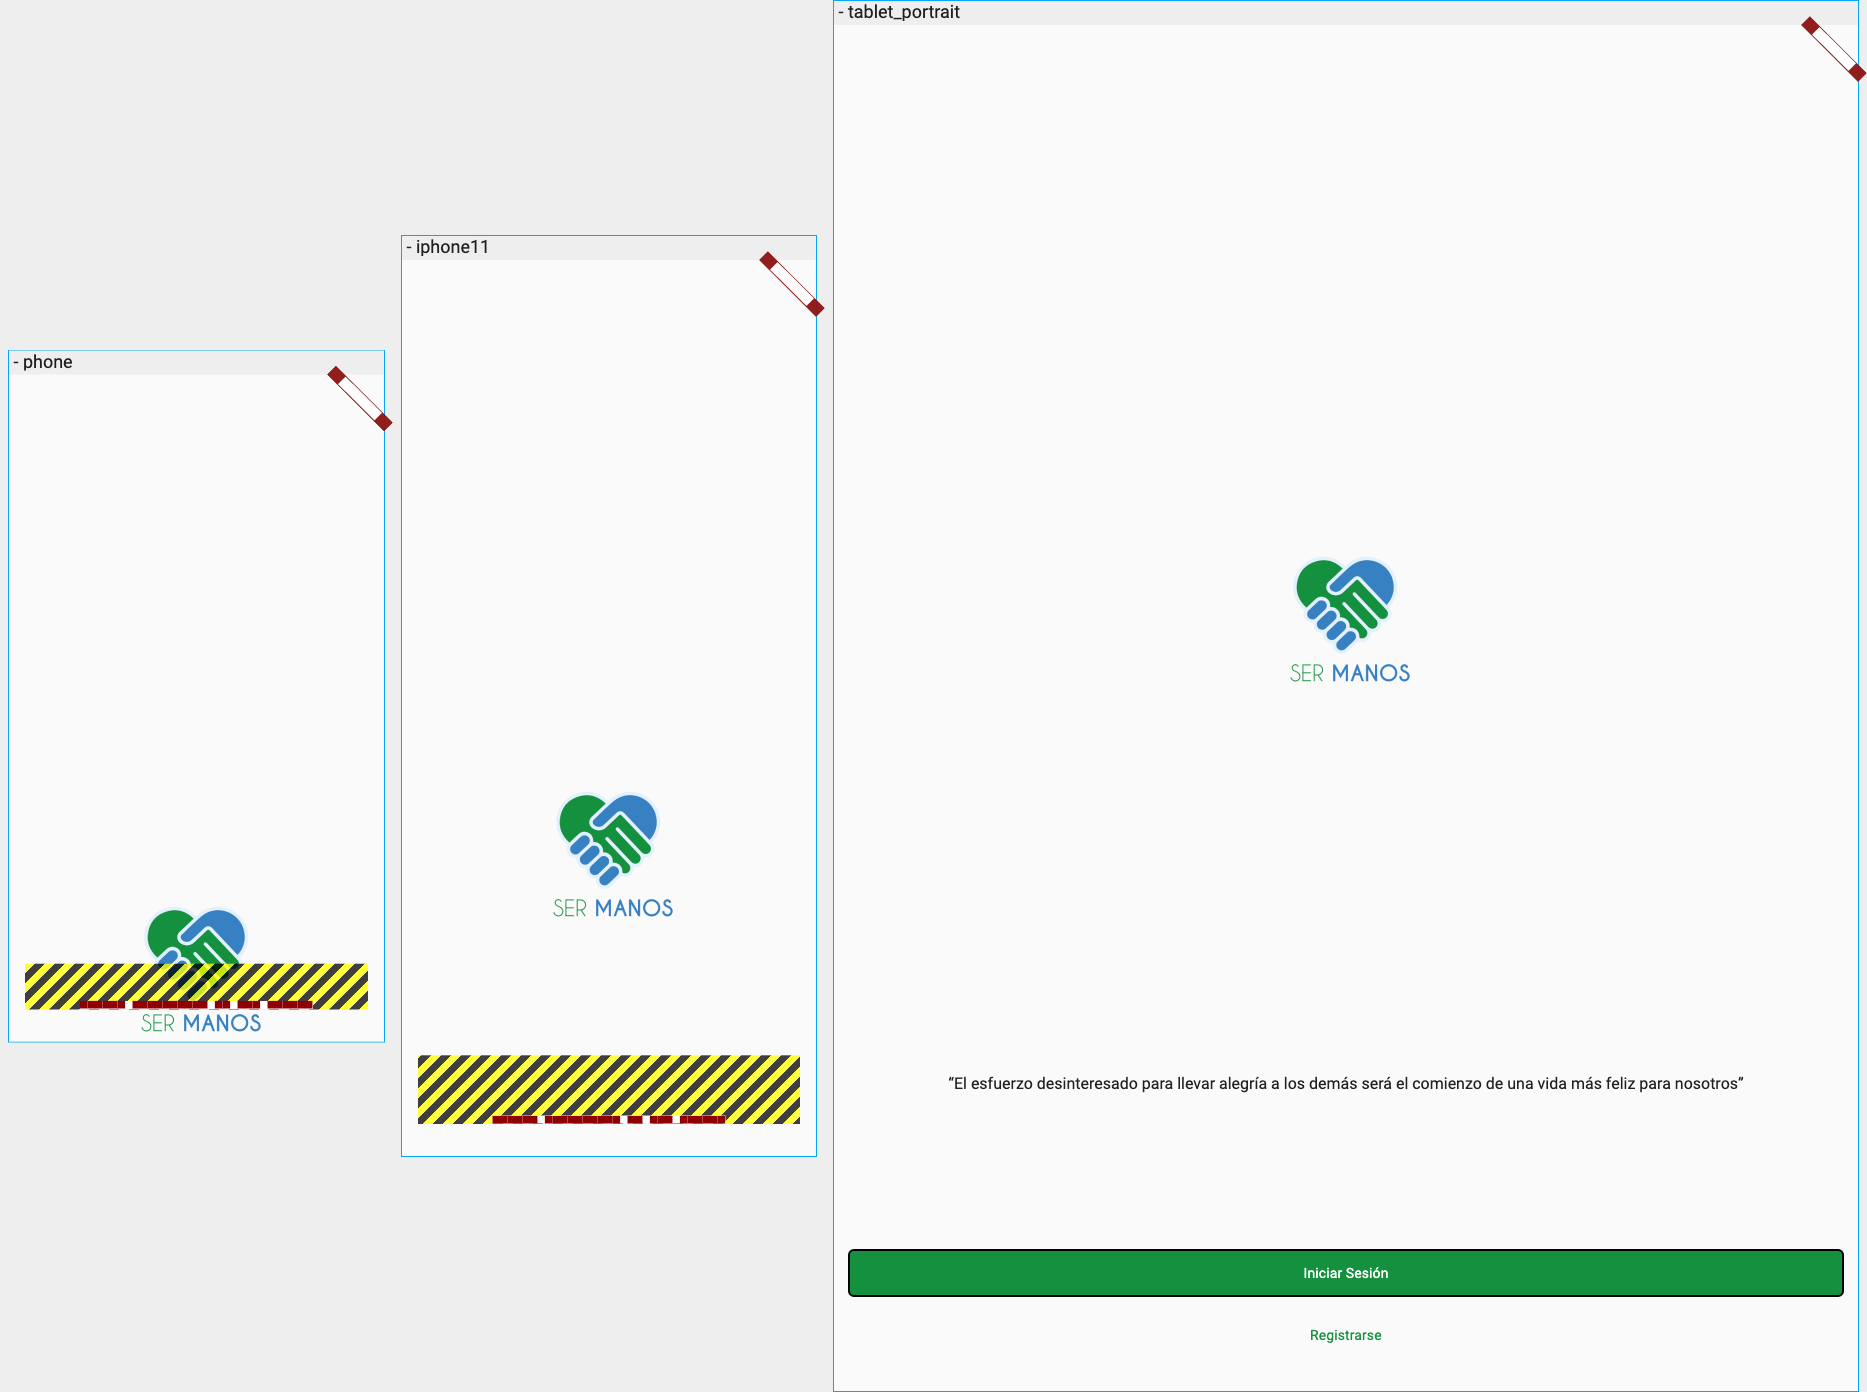 - phone
SER MANOS
- iphone11
SER MANOS
- tablet_portrait
SER MANOS
“El esfuerzo desinteresado para llevar alegría a los demás será el comienzo de una vida más feliz para nosotros”
Iniciar Sesión
Registrarse